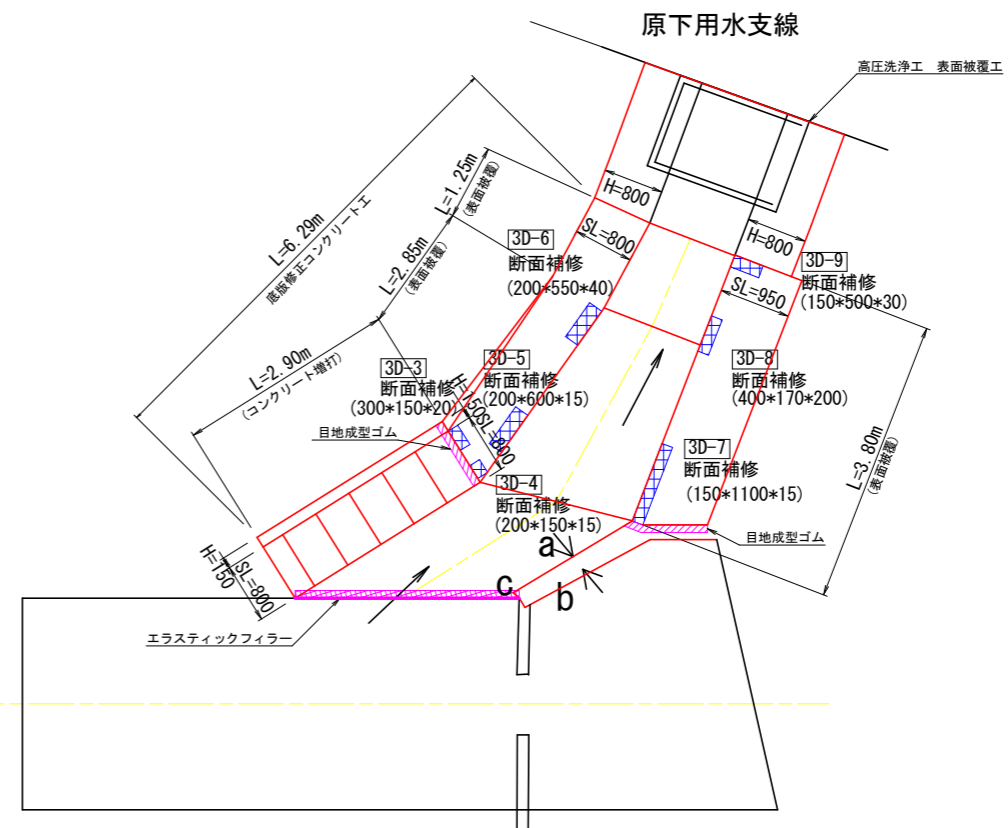 原下用水支線
高圧洗浄工 表面被覆工
L=6.29m
底版修正コンクリート工
L=1.25m
(表面被覆)
L=2.85m
(表面被覆)
L=2.90m
(コンクリート増打)
H=800
SL=800
H=800
SL=950
3D-6
断面補修
(200*550*40)
3D-9
断面補修
(150*500*30)
3D-3
断面補修
(300*150*20)
3D-5
断面補修
(200*600*15)
3D-8
断面補修
(400*170*200)
H=150
SL=800
目地成型ゴム
3D-7
断面補修
(150*1100*15)
L=3.80m
(表面被覆)
3D-4
断面補修
(200*150*15)
目地成型ゴム
a
b
c
H=150
SL=800
エラスティックフィラー